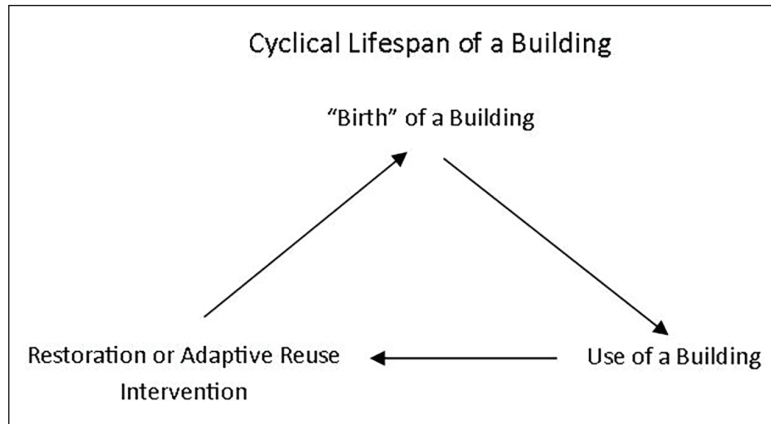 Cyclical Lifespan of a Building
“Birth” of a Building
Restoration or Adaptive Reuse
Intervention
Use of a Building